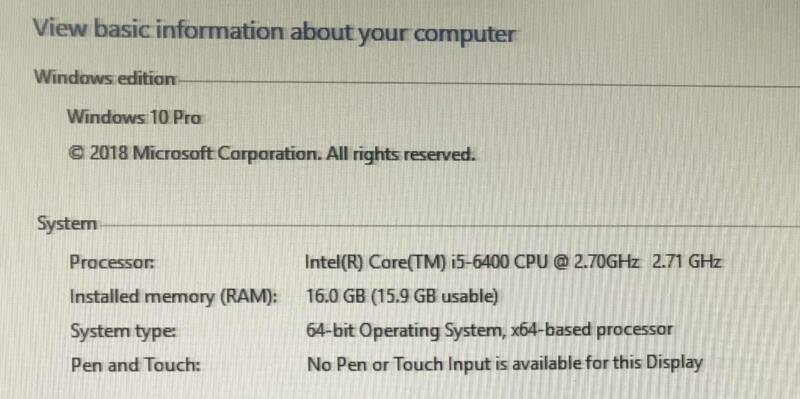 View basic information about your computer
Windows edition
Windows 10 Pro
© 2018 Microsoft Corporation. All rights reserved.
System
Processor: Intel(R) Core(TM) i5-6400 CPU @ 2.70GHz 2.71 GHz
Installed memory (RAM): 16.0 GB (15.9 GB usable)
System type: 64-bit Operating System, x64-based processor
Pen and Touch: No Pen or Touch Input is available for this Display